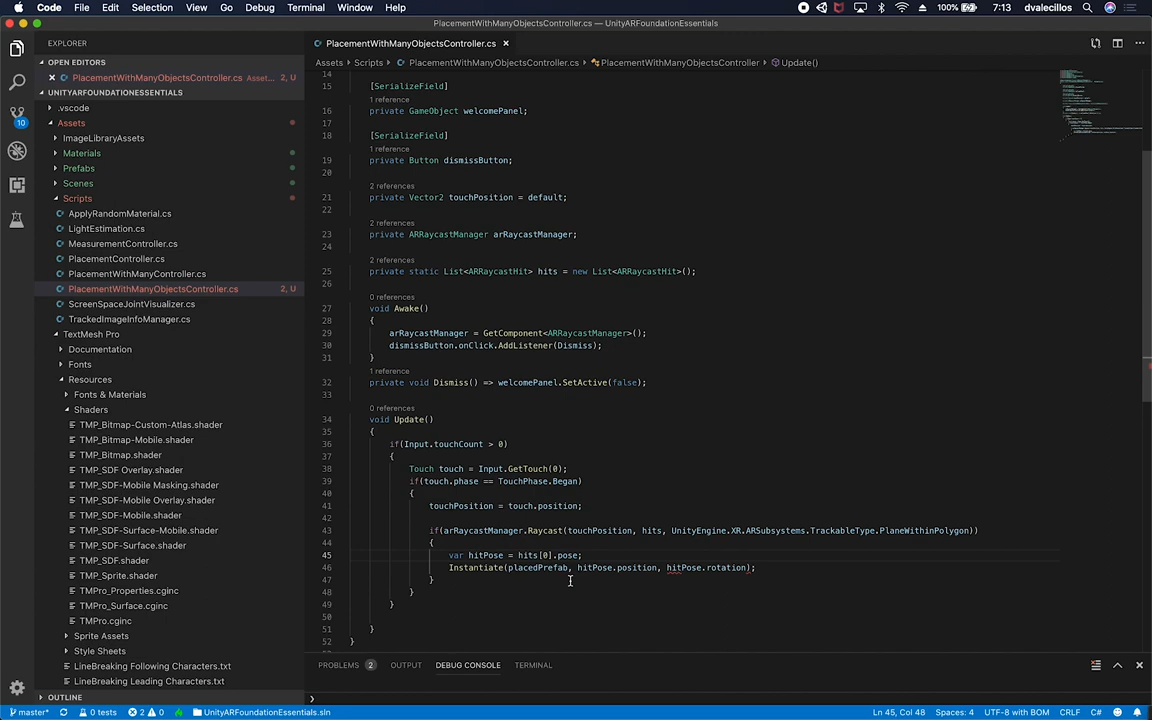 Code File Edit Selection View Go Debug Terminal Window Help 100% 7:13 dvalecillos
PlacementWithManyObjectsController.cs — UnityARFoundationEssentials
EXPLORER
OPEN EDITORS
PlacementWithManyObjectsController.cs Asset... 2, U
UNITYARFOUNDATIONESSENTIALS
.vscode
Assets
ImageLibraryAssets
Materials
Prefabs
Scenes
Scripts
ApplyRandomMaterial.cs
LightEstimation.cs
MeasurementController.cs
PlacementController.cs
PlacementWithManyController.cs
PlacementWithManyObjectsController.cs 2, U
ScreenSpaceJointVisualizer.cs
TrackedImageInfoManager.cs
TextMesh Pro
Documentation
Fonts
Resources
Fonts & Materials
Shaders
TMP_Bitmap-Custom-Atlas.shader
TMP_Bitmap-Mobile.shader
TMP_Bitmap.shader
TMP_SDF Overlay.shader
TMP_SDF-Mobile Masking.shader
TMP_SDF-Mobile Overlay.shader
TMP_SDF-Mobile.shader
TMP_SDF-Surface-Mobile.shader
TMP_SDF-Surface.shader
TMP_SDF.shader
TMP_Sprite.shader
TMPro_Properties.cginc
TMPro_Surface.cginc
TMPro.cginc
Sprite Assets
Style Sheets
LineBreaking Following Characters.txt
LineBreaking Leading Characters.txt
OUTLINE
10
PlacementWithManyObjectsController.cs
Assets Scripts PlacementWithManyObjectsController.cs PlacementWithManyObjectsController Update()
14
15 [SerializeField]
1 reference
16 private GameObject welcomePanel;
17
18 [SerializeField]
1 reference
19 private Button dismissButton;
20
2 references
21 private Vector2 touchPosition = default;
22
2 references
23 private ARRaycastManager arRaycastManager;
24
2 references
25 private static List<ARRaycastHit> hits = new List<ARRaycastHit>();
26
0 references
27 void Awake()
28 {
29 arRaycastManager = GetComponent<ARRaycastManager>();
30 dismissButton.onClick.AddListener(Dismiss);
31 }
1 reference
32 private void Dismiss() => welcomePanel.SetActive(false);
33
0 references
34 void Update()
35 {
36 if(Input.touchCount > 0)
37 {
38 Touch touch = Input.GetTouch(0);
39 if(touch.phase == TouchPhase.Began)
40 {
41 touchPosition = touch.position;
42
43 if(arRaycastManager.Raycast(touchPosition, hits, UnityEngine.XR.ARSubsystems.TrackableType.PlaneWithinPolygon))
44 {
45 var hitPose = hits[0].pose;
46 Instantiate(placedPrefab, hitPose.position, hitPose.rotation);
47 }
48 }
49 }
50
51 }
52 }
PROBLEMS 2 OUTPUT DEBUG CONSOLE TERMINAL
master* 0 tests 2 0 UnityARFoundationEssentials.sln Ln 45, Col 48 Spaces: 4 UTF-8 with BOM CRLF C#